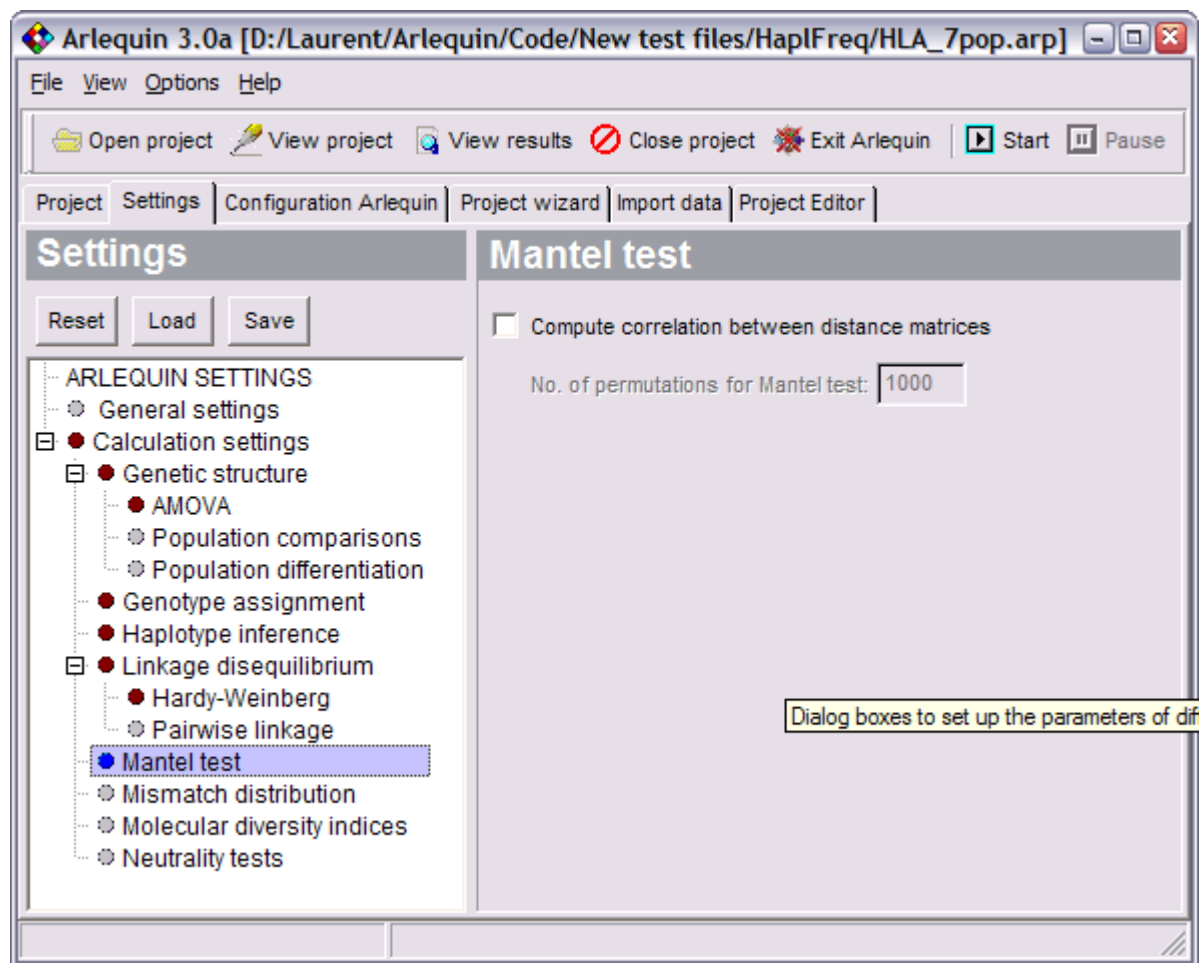 Arlequin 3.0a [D:/Laurent/Arlequin/Code/New test files/HaplFreq/HLA_7pop.arp]
File View Options Help
Open project View project View results Close project Exit Arlequin Start Pause
Project Settings Configuration Arlequin Project wizard Import data Project Editor
Settings
Reset Load Save
ARLEQUIN SETTINGS
General settings
Calculation settings
Genetic structure
AMOVA
Population comparisons
Population differentiation
Genotype assignment
Haplotype inference
Linkage disequilibrium
Hardy-Weinberg
Pairwise linkage
Mantel test
Mismatch distribution
Molecular diversity indices
Neutrality tests
Mantel test
Compute correlation between distance matrices
No. of permutations for Mantel test: 1000
Dialog boxes to set up the parameters of